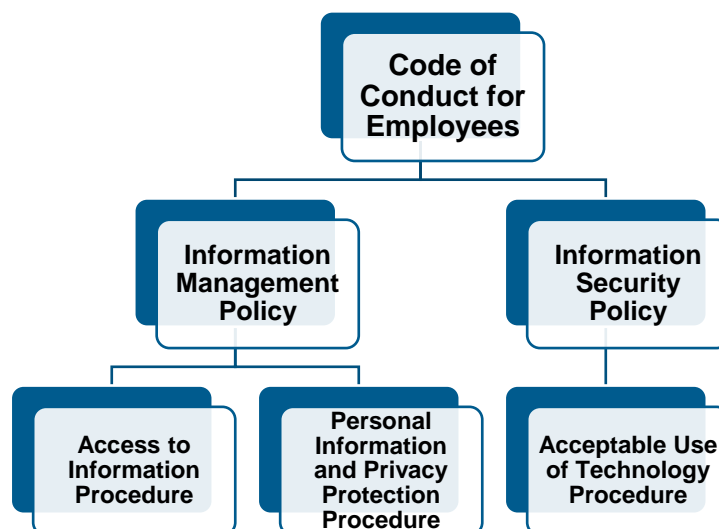 Code of
Conduct for
Employees
Information
Management
Policy
Information
Security
Policy
Access to
Information
Procedure
Personal
Information
and Privacy
Protection
Procedure
Acceptable Use
of Technology
Procedure